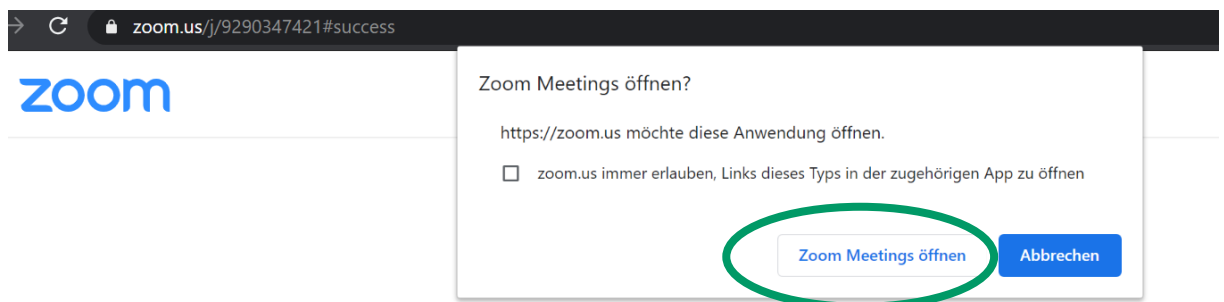 zoom.us/j/9290347421#success
zoom
Zoom Meetings öffnen?
https://zoom.us möchte diese Anwendung öffnen.
zoom.us immer erlauben, Links dieses Typs in der zugehörigen App zu öffnen
Zoom Meetings öffnen
Abbrechen